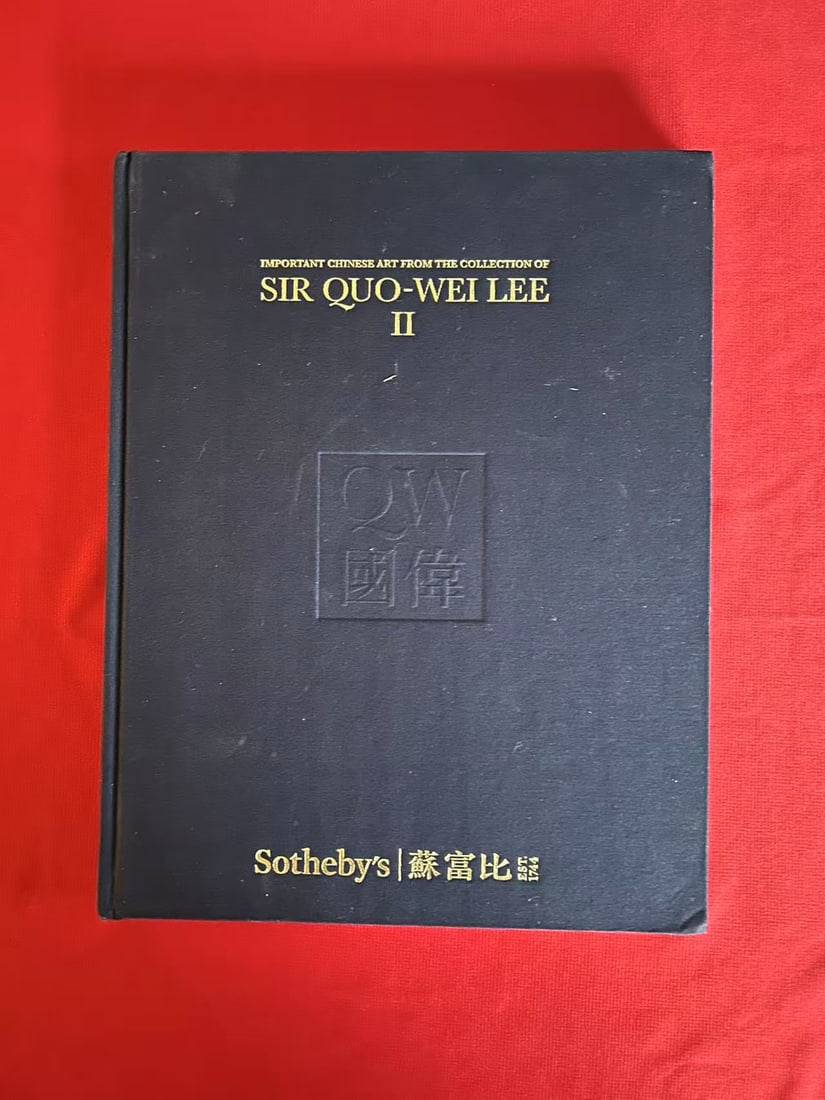 IMPORTANT CHINESE ART FROM THE COLLECTION OF
SIR QUO-WEI LEE
II
QW
國偉
Sotheby's | 蘇富比 EST. 1744